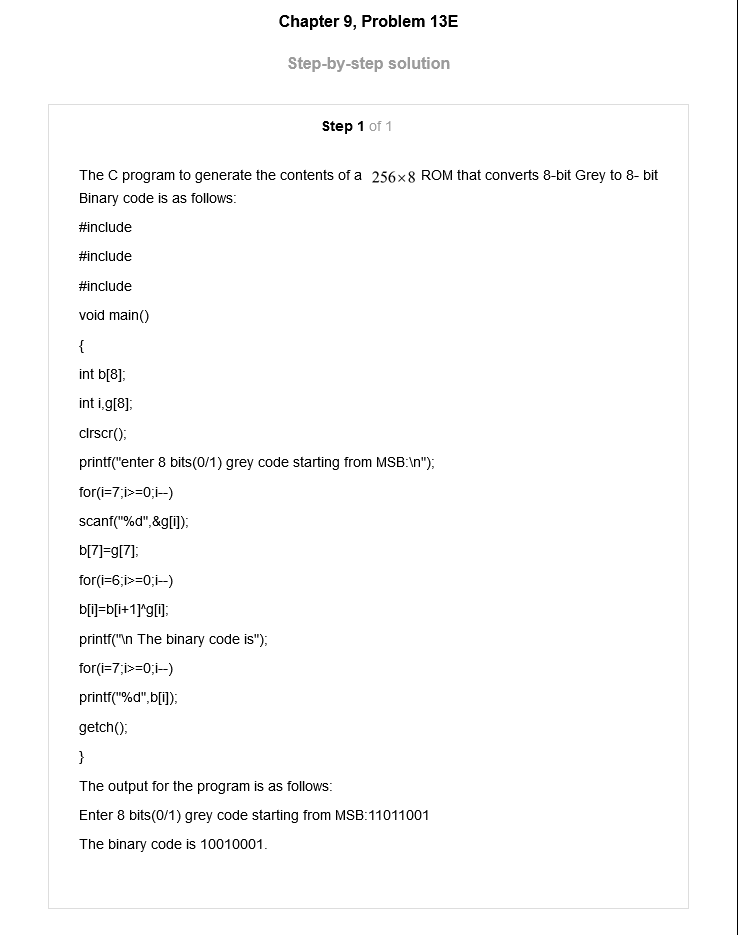 Chapter 9, Problem 13E
Step-by-step solution
Step 1 of 1
The C program to generate the contents of a 256×8 ROM that converts 8-bit Grey to 8- bit
Binary code is as follows:
#include
#include
#include
void main()
{
int b[8];
int i,g[8];
clrscr();
printf("enter 8 bits(0/1) grey code starting from MSB:\n");
for(i=7;i>=0;i--)
scanf("%d",&g[i]);
b[7]=g[7];
for(i=6;i>=0;i--)
b[i]=b[i+1]^g[i];
printf("\n The binary code is");
for(i=7;i>=0;i--)
printf("%d",b[i]);
getch();
}
The output for the program is as follows:
Enter 8 bits(0/1) grey code starting from MSB:11011001
The binary code is 10010001.